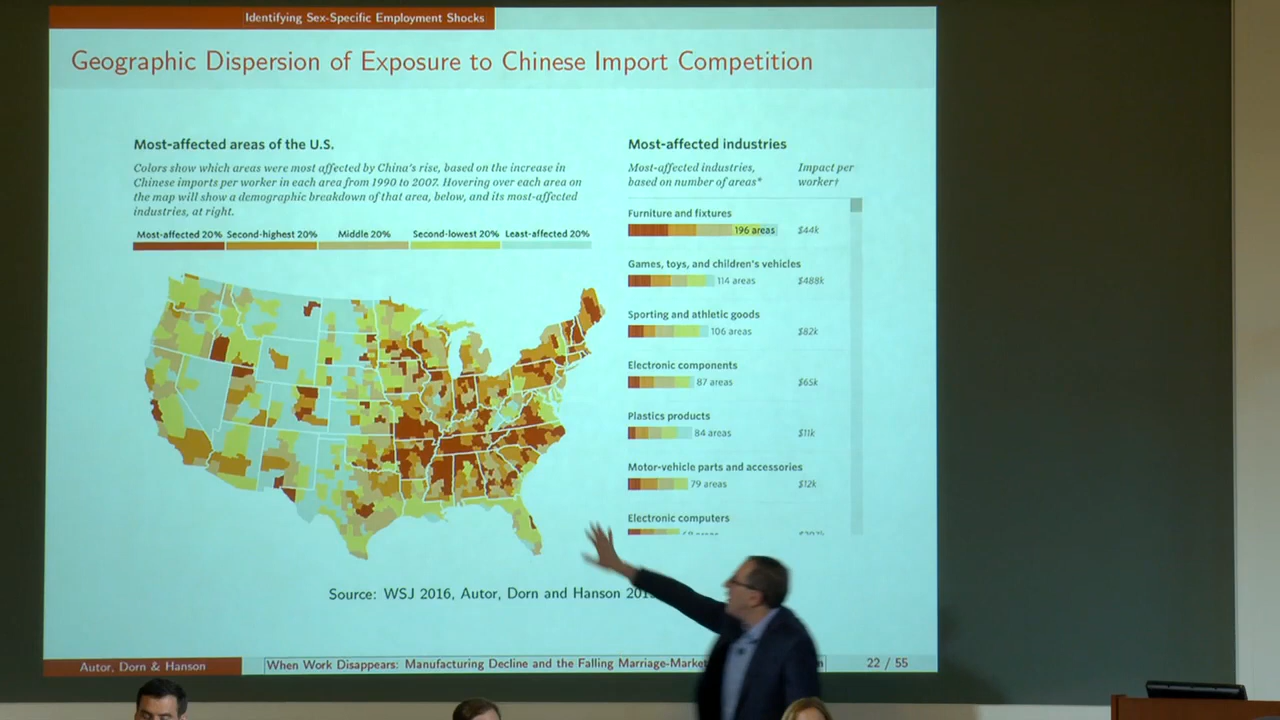 Identifying Sex-Specific Employment Shocks
Geographic Dispersion of Exposure to Chinese Import Competition
Most-affected areas of the U.S.
Colors show which areas were most affected by China's rise, based on the increase in
Chinese imports per worker in each area from 1990 to 2007. Hovering over each area on
the map will show a demographic breakdown of that area, below, and its most-affected
industries, at right.
Most-affected 20% Second-highest 20% Middle 20% Second-lowest 20% Least-affected 20%
Most-affected industries
Most-affected industries, Impact per
based on number of areas* worker†
Furniture and fixtures
196 areas $44k
Games, toys, and children's vehicles
114 areas $488k
Sporting and athletic goods
106 areas $82k
Electronic components
87 areas $65k
Plastics products
84 areas $11k
Motor-vehicle parts and accessories
79 areas $12k
Electronic computers
Source: WSJ 2016, Autor, Dorn and Hanson
Autor, Dorn & Hanson When Work Disappears: Manufacturing Decline and the Falling Marriage-Market 22 / 55